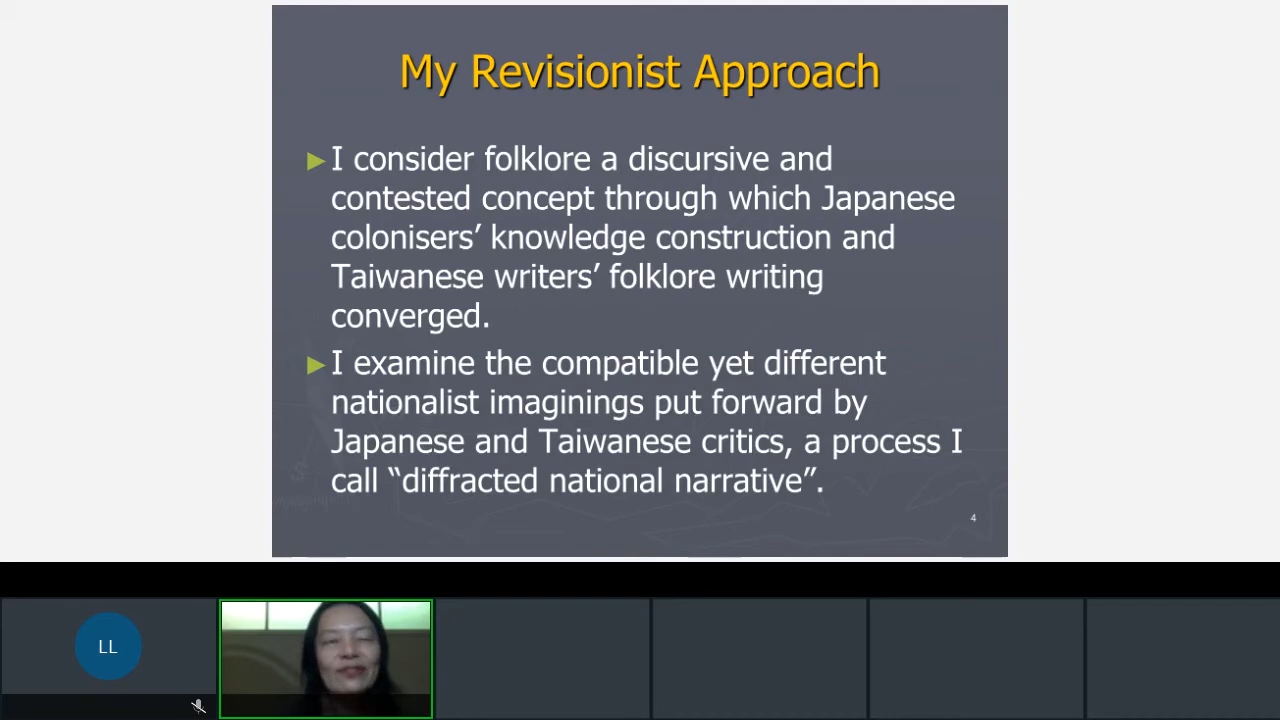 My Revisionist Approach
►I consider folklore a discursive and
contested concept through which Japanese
colonisers’ knowledge construction and
Taiwanese writers’ folklore writing
converged.
►I examine the compatible yet different
nationalist imaginings put forward by
Japanese and Taiwanese critics, a process I
call “diffracted national narrative”.
4
LL